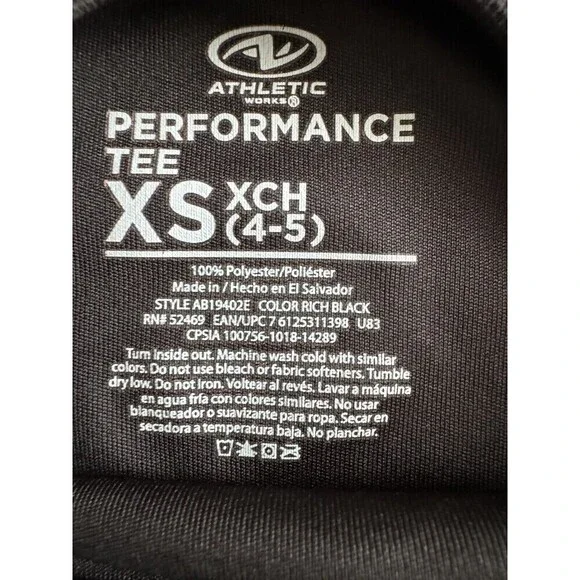 ATHLETIC
WORKS®
PERFORMANCE
TEE
XS XCH
(4-5)
100% Polyester/Poliéster
Made in / Hecho en El Salvador
STYLE AB19402E COLOR RICH BLACK
RN# 52469 EAN/UPC 7 6125311398 U83
CPSIA 100756-1018-14289
Turn inside out. Machine wash cold with similar
colors. Do not use bleach or fabric softeners. Tumble
dry low. Do not Iron. Voltear al revés. Lavar a máquina
en agua fría con colores similares. No usar
blanqueador o suavizante para ropa. Secar en
secadora a temperatura baja. No planchar.